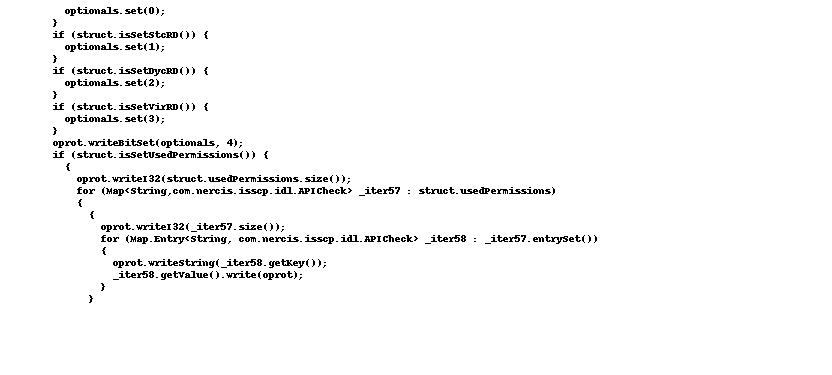 optionals.set(0);
}
if (struct.isSetStcRD()) {
optionals.set(1);
}
if (struct.isSetDycRD()) {
optionals.set(2);
}
if (struct.isSetVirRD()) {
optionals.set(3);
}
oprot.writeBitSet(optionals, 4);
if (struct.isSetUsedPermissions()) {
{
oprot.writeI32(struct.usedPermissions.size());
for (Map<String,com.nercis.isscp.idl.APICheck> _iter57 : struct.usedPermissions)
{
{
oprot.writeI32(_iter57.size());
for (Map.Entry<String, com.nercis.isscp.idl.APICheck> _iter58 : _iter57.entrySet())
{
oprot.writeString(_iter58.getKey());
_iter58.getValue().write(oprot);
}
}